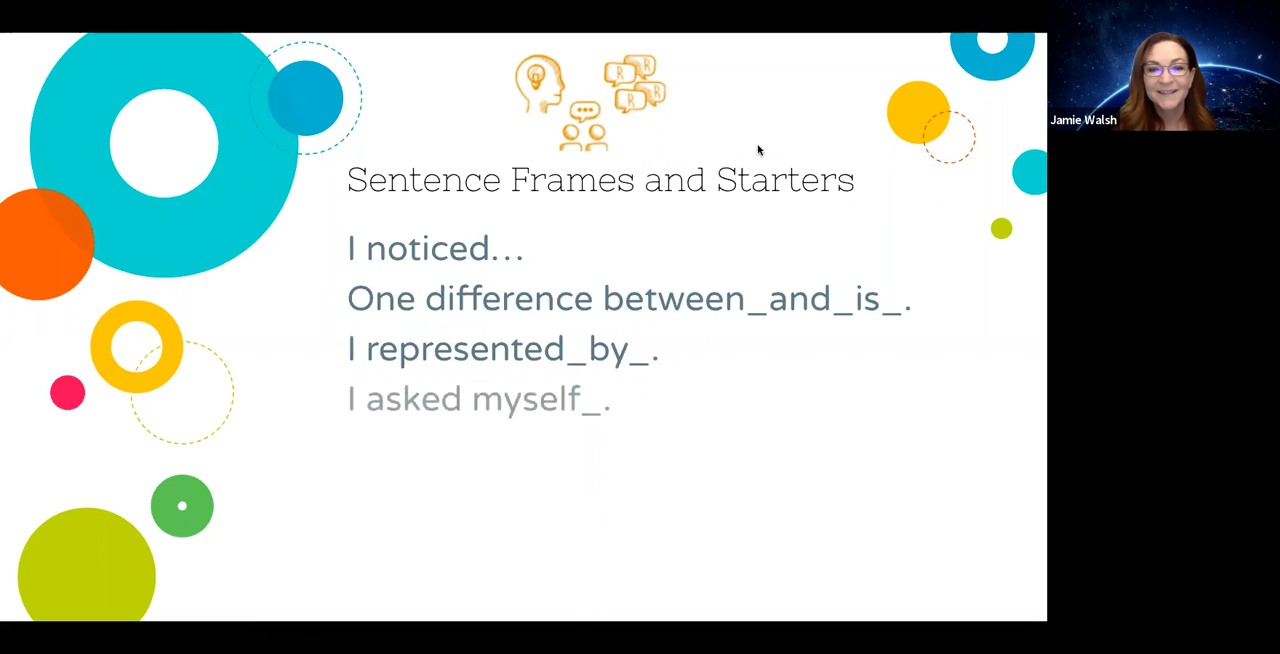 Jamie Walsh
R
R
R
R
Sentence Frames and Starters
I noticed...
One difference between_and_is_.
I represented_by_.
I asked myself_.